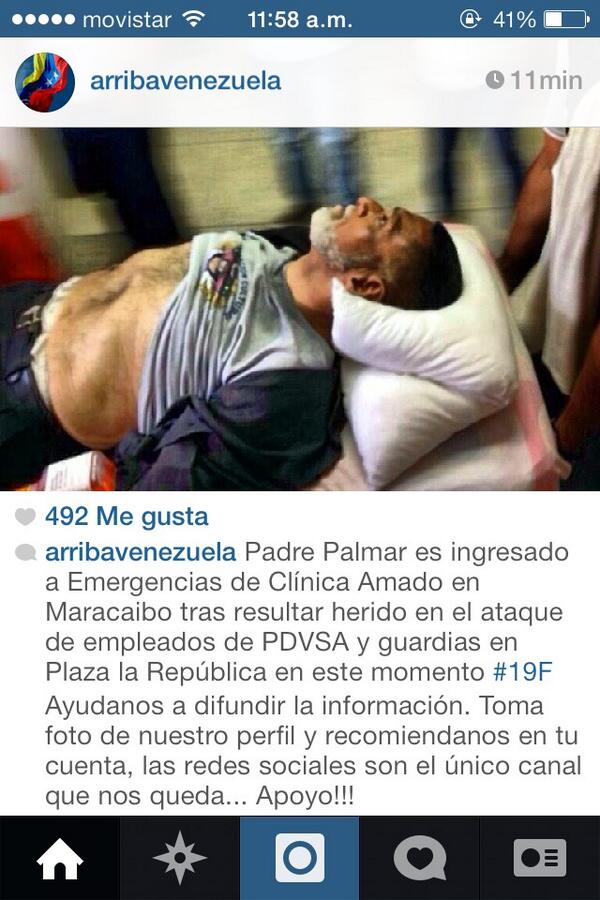 movistar 11:58 a.m. 41%
arribavenezuela 11min
492 Me gusta
arribavenezuela Padre Palmar es ingresado
a Emergencias de Clínica Amado en
Maracaibo tras resultar herido en el ataque
de empleados de PDVSA y guardias en
Plaza la República en este momento #19F
Ayudanos a difundir la información. Toma
foto de nuestro perfil y recomiendanos en tu
cuenta, las redes sociales son el único canal
que nos queda... Apoyo!!!